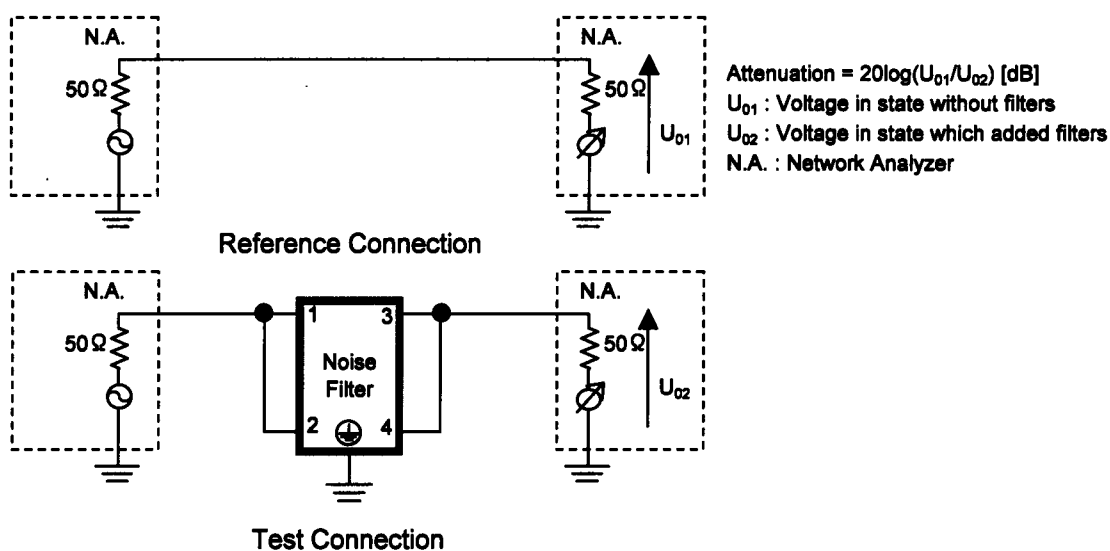 N.A.
N.A.
50Ω
50Ω
U01
Attenuation = 20log(U01/U02) [dB]
U01 : Voltage in state without filters
U02 : Voltage in state which added filters
N.A. : Network Analyzer
Reference Connection
N.A.
N.A.
50Ω
1 3
Noise
Filter
2 4
50Ω
U02
Test Connection